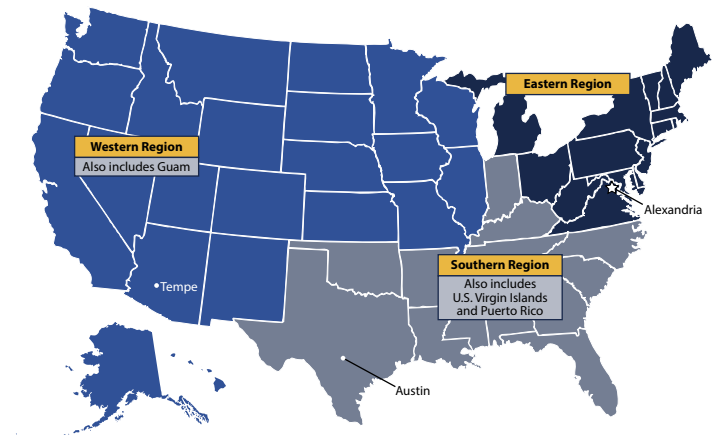 Eastern Region
Western Region
Also includes Guam
Alexandria
Southern Region
Also includes
U.S. Virgin Islands
and Puerto Rico
Tempe
Austin